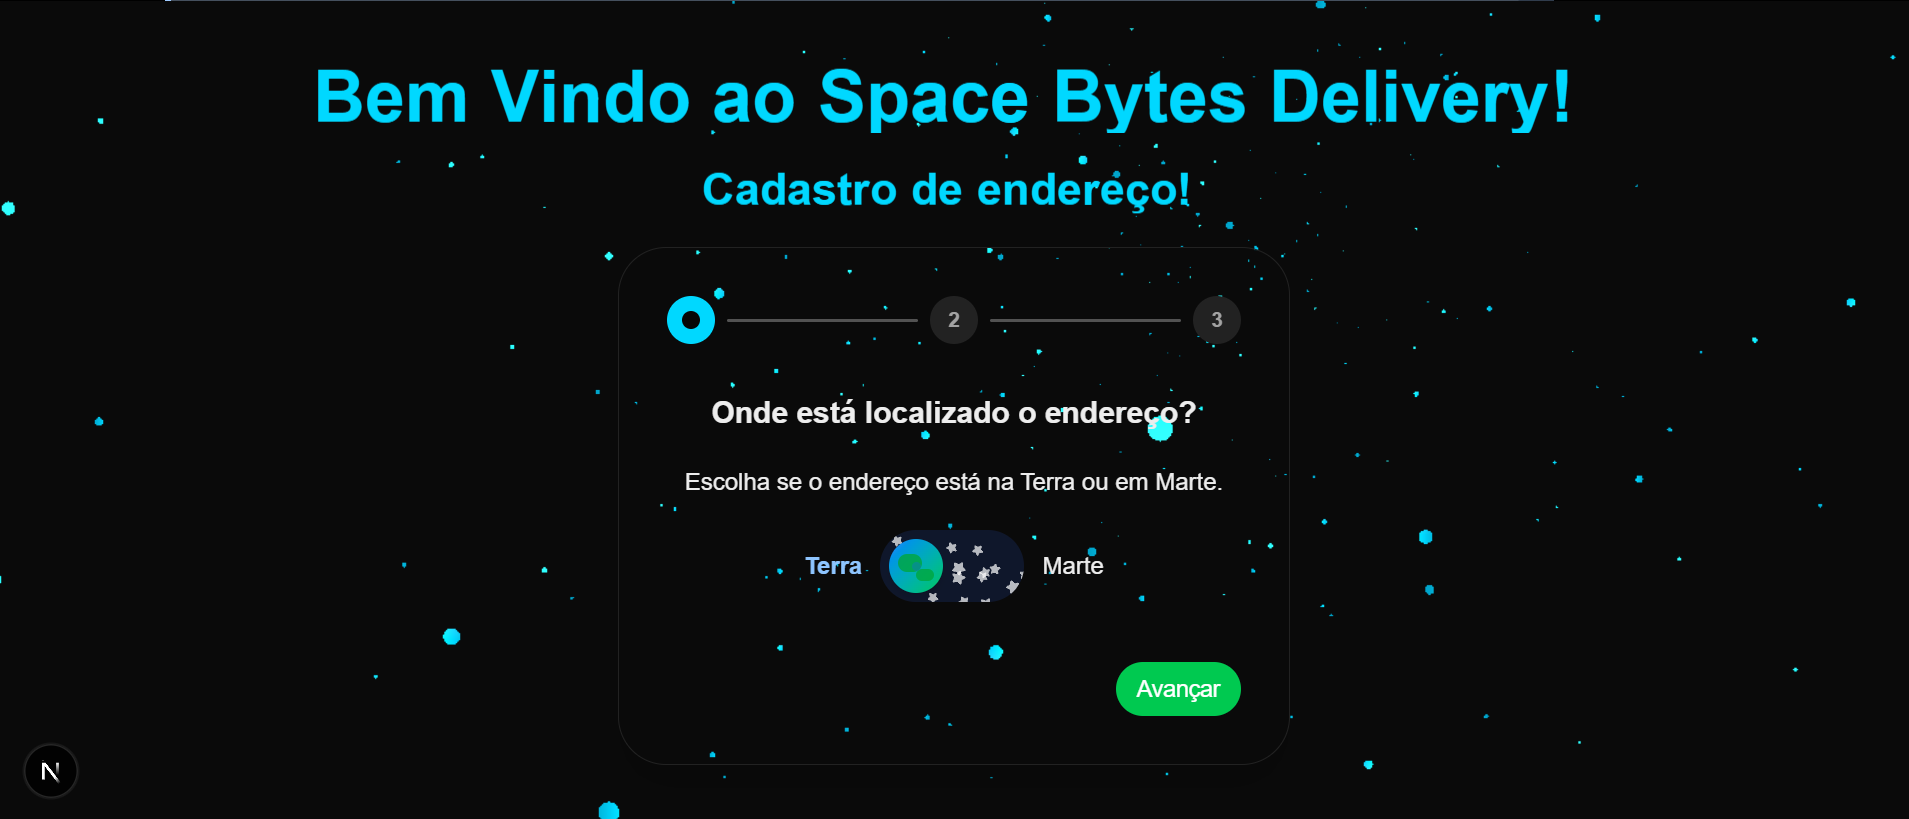 Bem Vindo ao Space Bytes Delivery!
Cadastro de endereço!
2
3
Onde está localizado o endereço?
Escolha se o endereço está na Terra ou em Marte.
Terra
Marte
Avançar
N